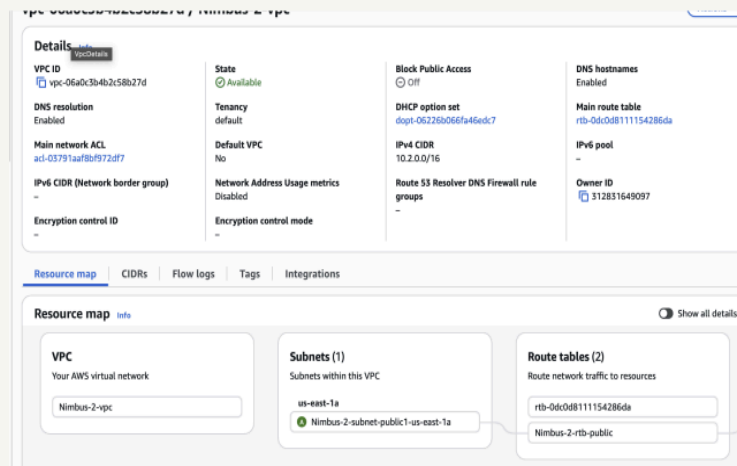 vpc-06a0c3b4b2c58b27d / Nimbus-2-vpc
Details Info
VpcDetails
VPC ID
vpc-06a0c3b4b2c58b27d
State
Available
Block Public Access
Off
DNS hostnames
Enabled
DNS resolution
Enabled
Tenancy
default
DHCP option set
dopt-06226b066fa46edc7
Main route table
rtb-0dc0d8111154286da
Main network ACL
acl-03791aaf8bf972df7
Default VPC
No
IPv4 CIDR
10.2.0.0/16
IPv6 pool
–
IPv6 CIDR (Network border group)
–
Network Address Usage metrics
Disabled
Route 53 Resolver DNS Firewall rule
groups
–
Owner ID
312831649097
Encryption control ID
–
Encryption control mode
–
Resource map CIDRs Flow logs Tags Integrations
Resource map Info
Show all details
VPC
Your AWS virtual network
Nimbus-2-vpc
Subnets (1)
Subnets within this VPC
us-east-1a
A Nimbus-2-subnet-public1-us-east-1a
Route tables (2)
Route network traffic to resources
rtb-0dc0d8111154286da
Nimbus-2-rtb-public